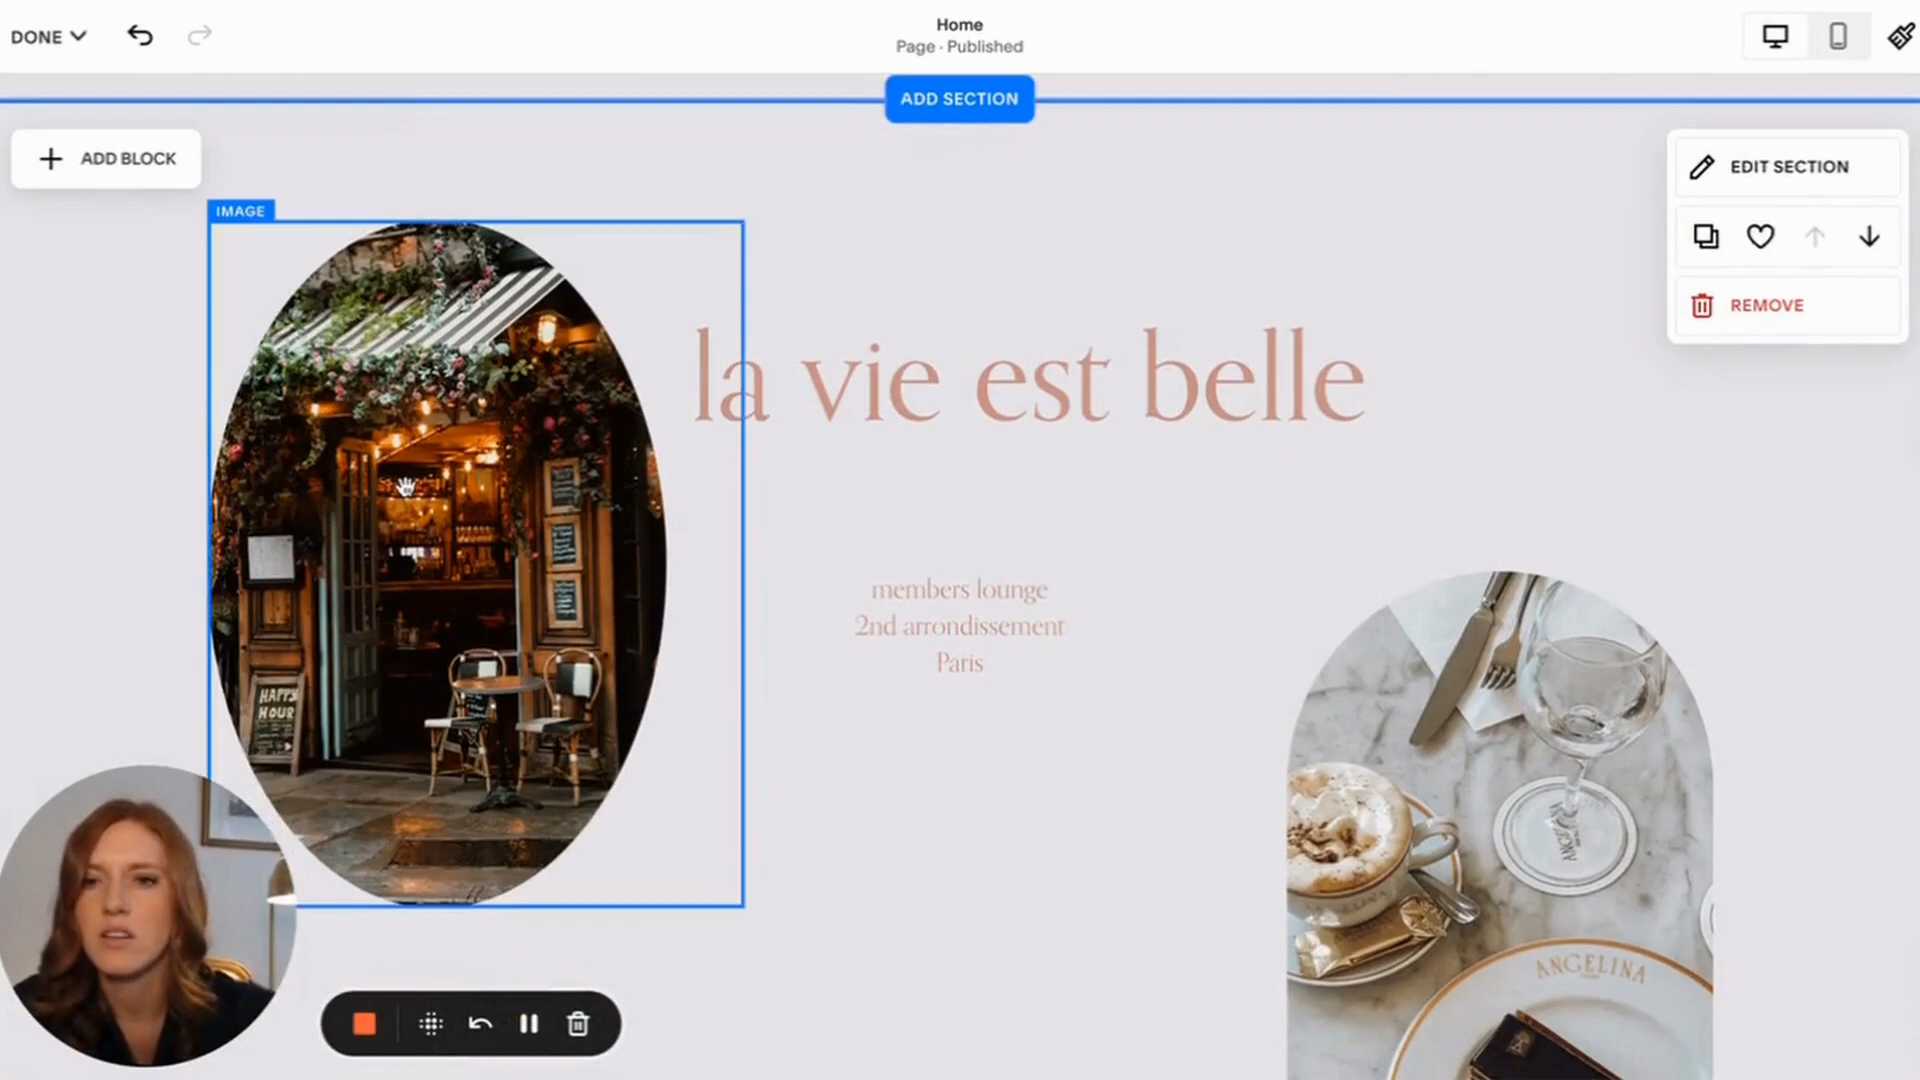 DONE
Home
Page · Published
ADD SECTION
ADD BLOCK
EDIT SECTION
IMAGE
REMOVE
la vie est belle
members lounge
2nd arrondissement
Paris
HAPPY
HOUR
ANGELINA